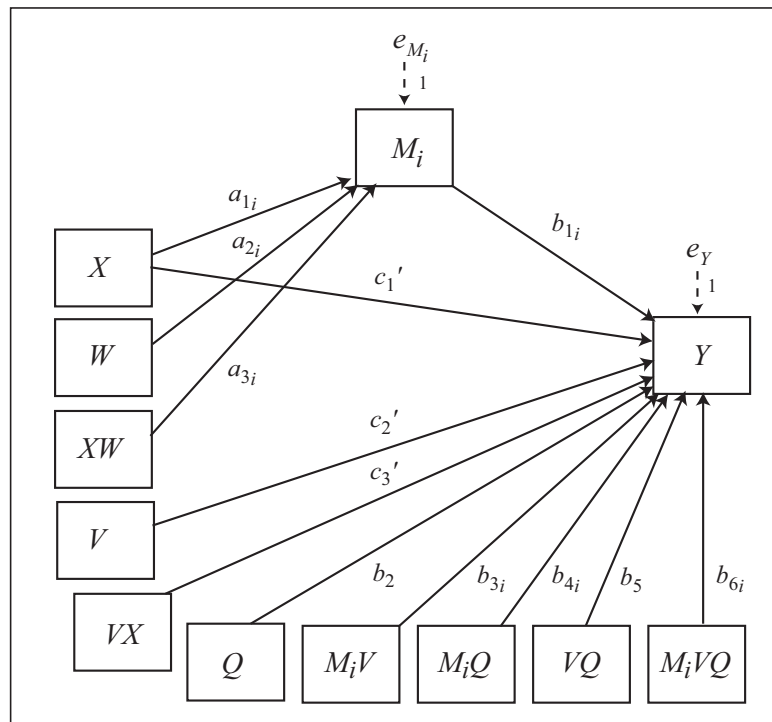 e_{M_i}
1
M_i
a_{1i}
b_{1i}
a_{2i}
X
e_Y
1
c_1′
W
Y
a_{3i}
XW
c_2′
c_3′
V
b_2
b_{3i}
b_{4i}
b_5
b_{6i}
VX
Q
M_iV
M_iQ
VQ
M_iVQ